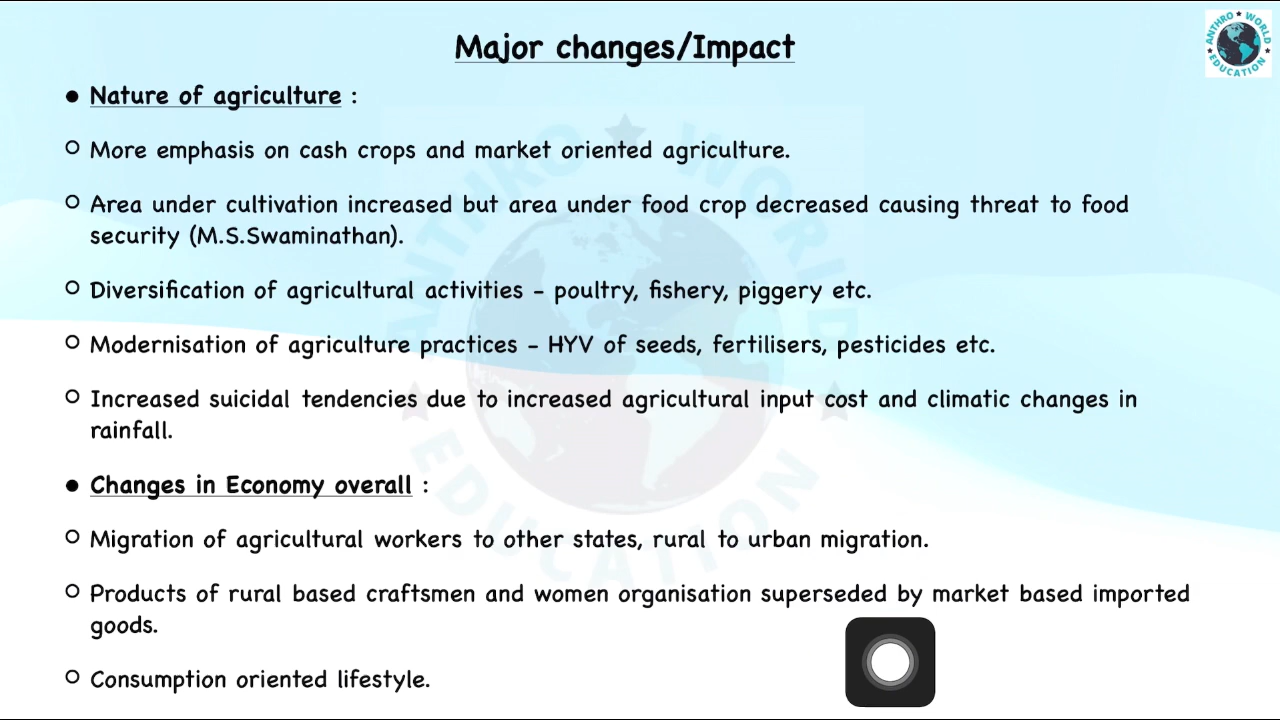 Major changes/Impact
ANTHRO WORLD
EDUCATION
● Nature of agriculture :
○ More emphasis on cash crops and market oriented agriculture.
○ Area under cultivation increased but area under food crop decreased causing threat to food
security (M.S.Swaminathan).
○ Diversification of agricultural activities - poultry, fishery, piggery etc.
○ Modernisation of agriculture practices - HYV of seeds, fertilisers, pesticides etc.
○ Increased suicidal tendencies due to increased agricultural input cost and climatic changes in
rainfall.
● Changes in Economy overall :
○ Migration of agricultural workers to other states, rural to urban migration.
○ Products of rural based craftsmen and women organisation superseded by market based imported
goods.
○ Consumption oriented lifestyle.
ANTHRO WORLD
EDUCATION